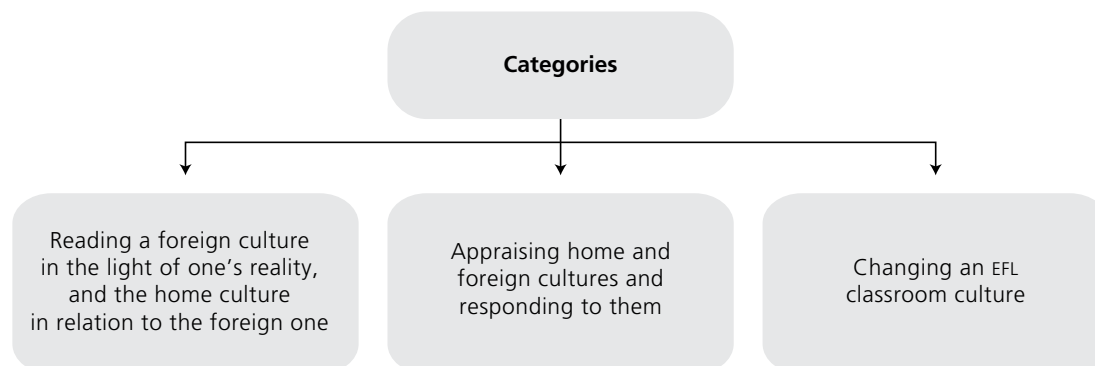 Categories
Reading a foreign culture
in the light of one’s reality,
and the home culture
in relation to the foreign one
Appraising home and
foreign cultures and
responding to them
Changing an EFL
classroom culture